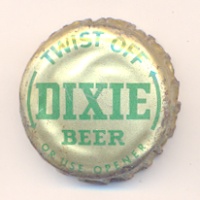 TWIST OFF
DIXIE
BEER
OR USE OPENER